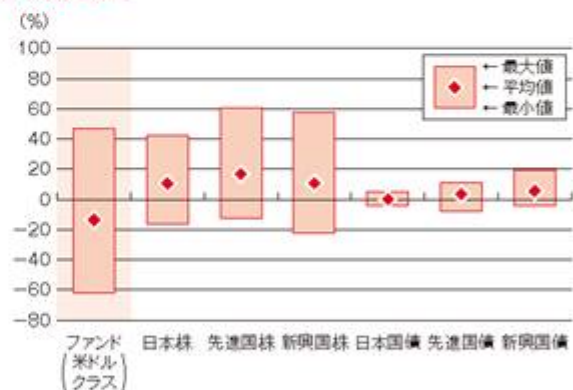 (%)
100
80
60
40
20
0
-20
-40
-60
-80
←最大値
←平均値
←最小値
ファンド
(米ドル
クラス)
日本株
先進国株
新興国株
日本国債
先進国債
新興国債